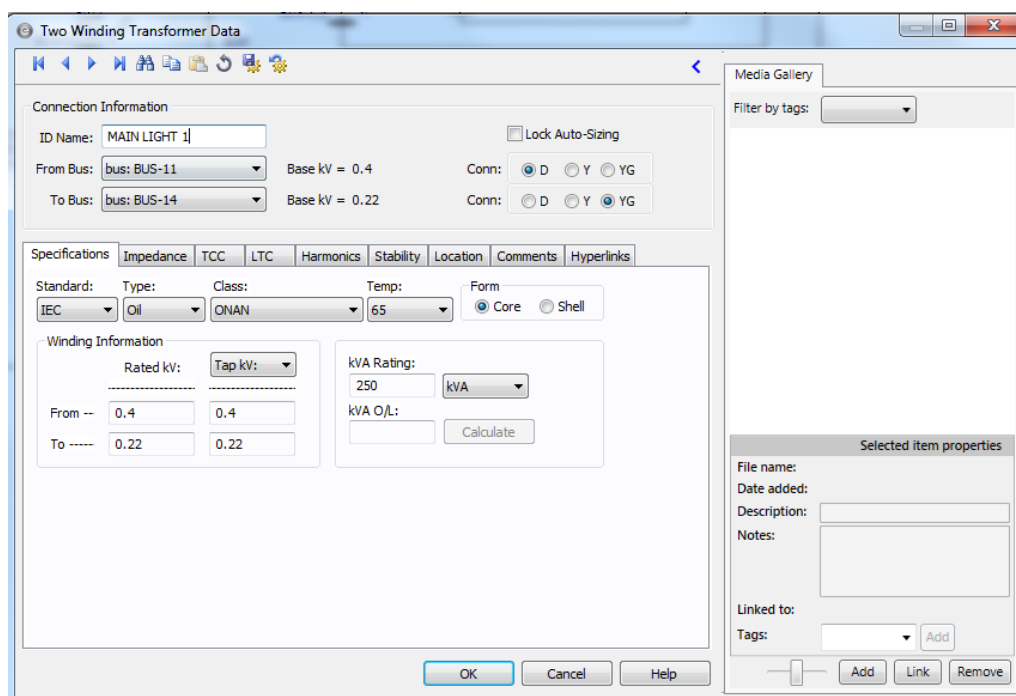 Two Winding Transformer Data
Connection Information
ID Name: MAIN LIGHT 1
Lock Auto-Sizing
From Bus: bus: BUS-11 Base kV = 0.4 Conn: D Y YG
To Bus: bus: BUS-14 Base kV = 0.22 Conn: D Y YG
Specifications Impedance TCC LTC Harmonics Stability Location Comments Hyperlinks
Standard: Type: Class: Temp: Form
IEC Oil ONAN 65 Core Shell
Winding Information
Rated kV: Tap kV:
From -- 0.4 0.4
To ----- 0.22 0.22
kVA Rating:
250 kVA
kVA O/L:
Calculate
OK Cancel Help
Media Gallery
Filter by tags:
Selected item properties
File name:
Date added:
Description:
Notes:
Linked to:
Tags: Add
Add Link Remove